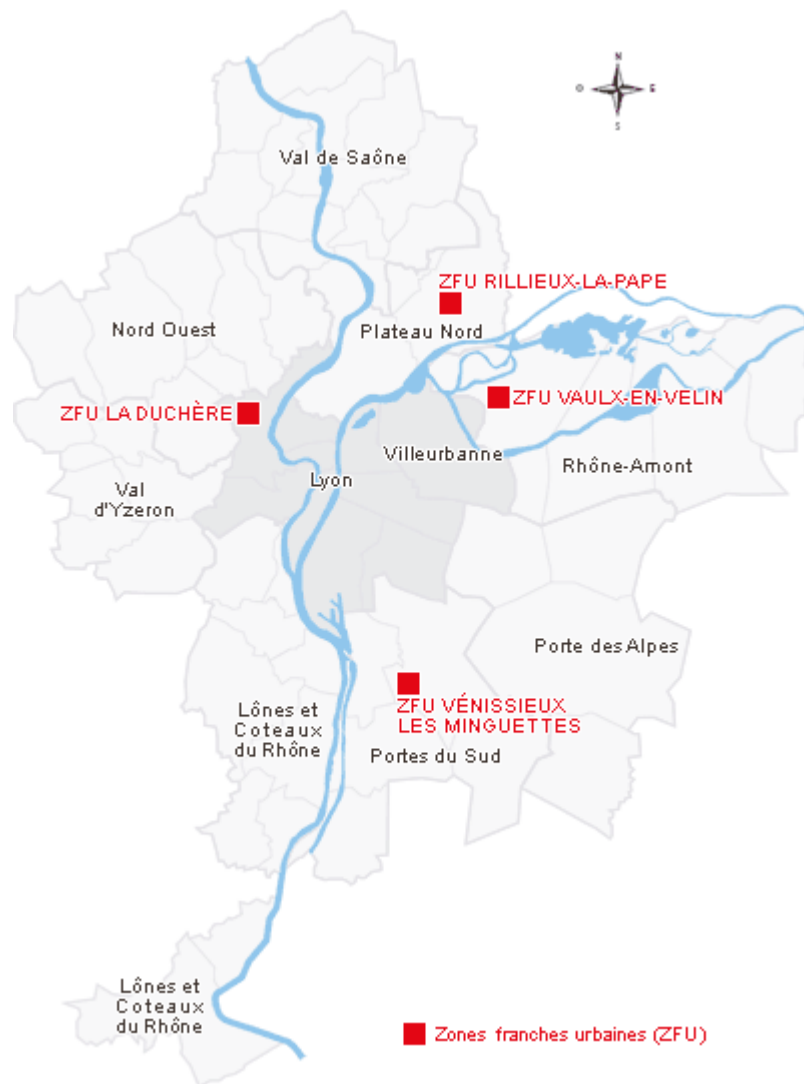 N
O
E
S
Val de Saône
ZFU RILLIEUX-LA-PAPE
Nord Ouest
Plateau Nord
ZFU LA DUCHÈRE
ZFU VAULX-EN-VELIN
Villeurbanne
Rhône-Amont
Lyon
Val
d'Yzeron
Porte des Alpes
ZFU VÉNISSIEUX
LES MINGUETTES
Lônes et
Coteaux
du Rhône
Portes du Sud
Lônes et
Coteaux
du Rhône
Zones franches urbaines (ZFU)